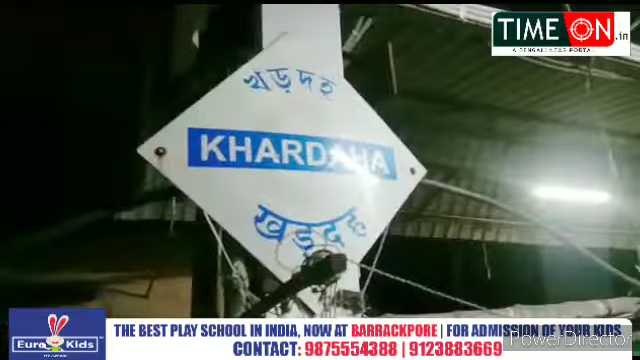 TIME ON.in
A BENGALI NEWS PORTAL
খড়দহ
KHARDAHA
खड़दह
Euro Kids
THE BEST PLAY SCHOOL IN INDIA, NOW AT BARRACKPORE | FOR ADMISSION OF YOUR KIDS
CONTACT: 9875554388 | 9123883669
PowerDirector